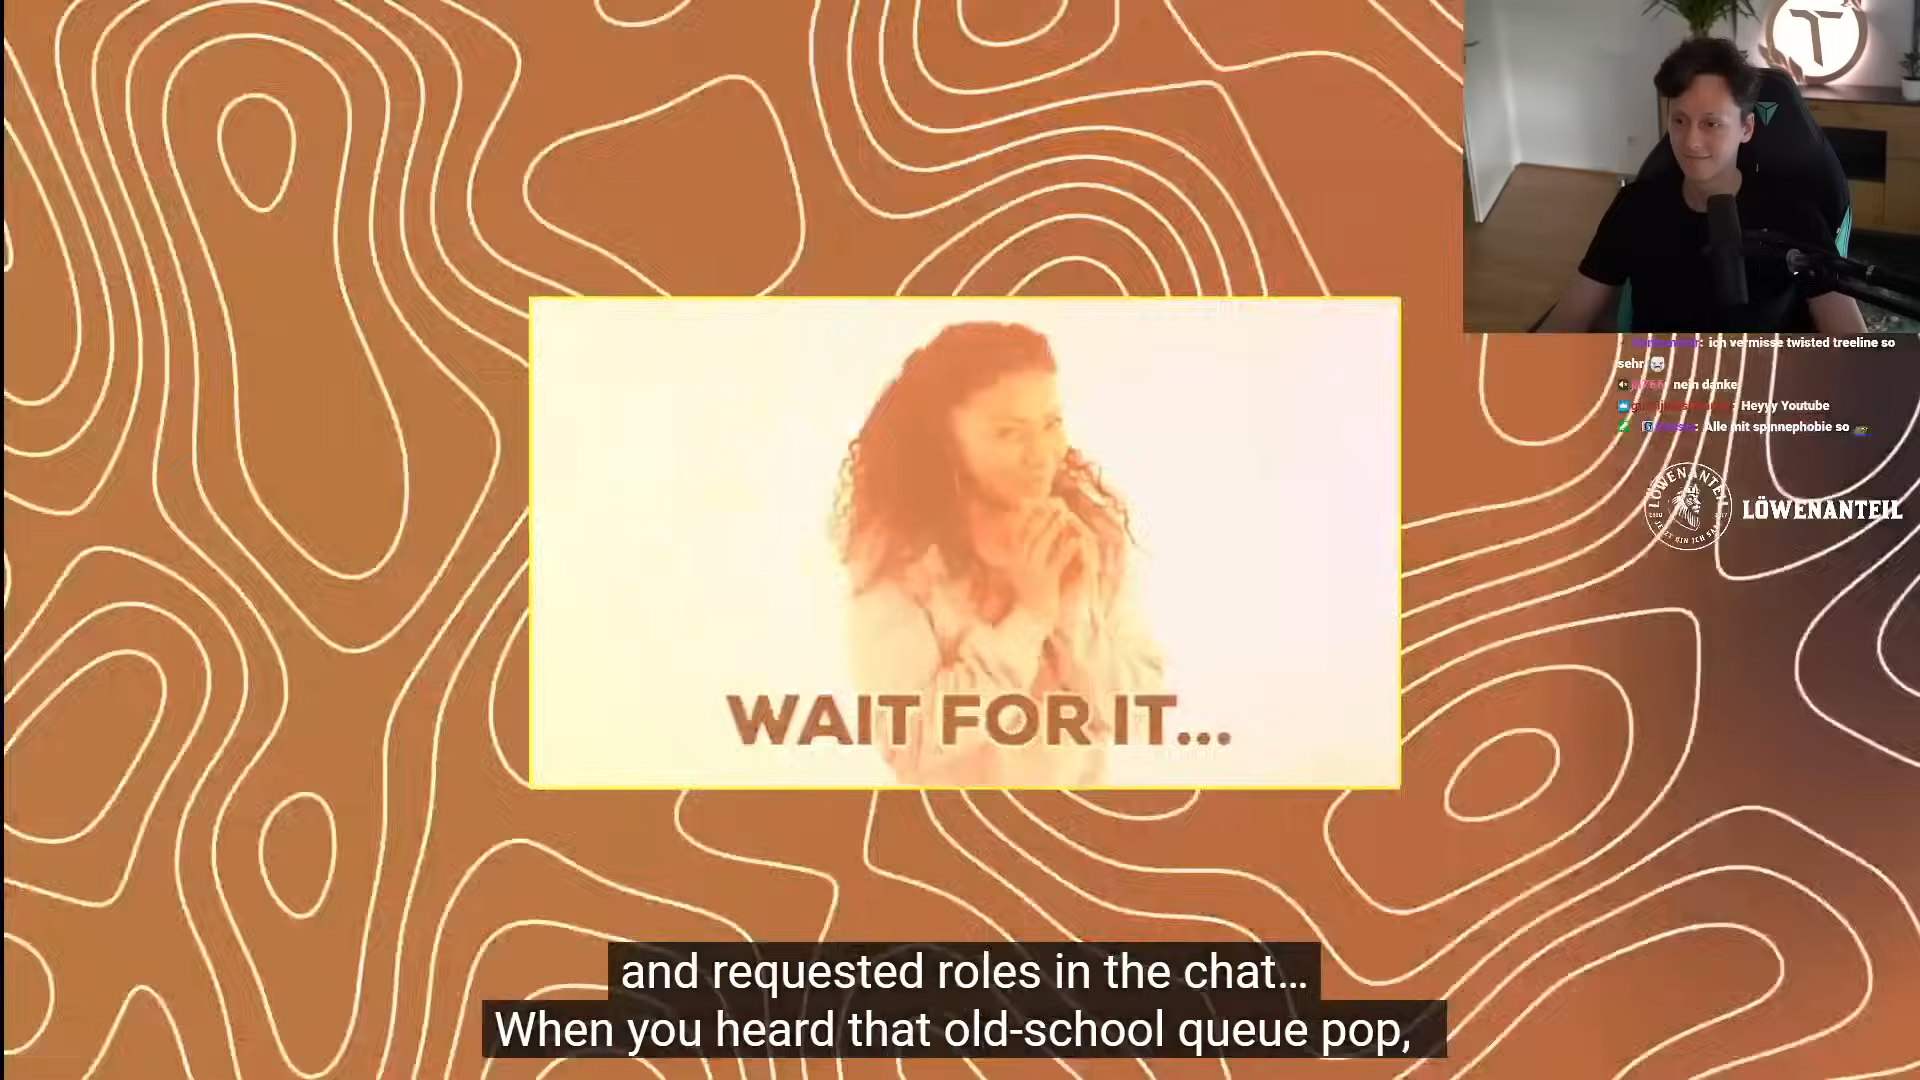 ich vermisse twisted treeline so
sehr
nein danke
Heyyy Youtube
: Alle mit spinnephobie so
LÖWENANTEIL
LÖWENANTEIL
WAIT FOR IT...
and requested roles in the chat...
When you heard that old-school queue pop,